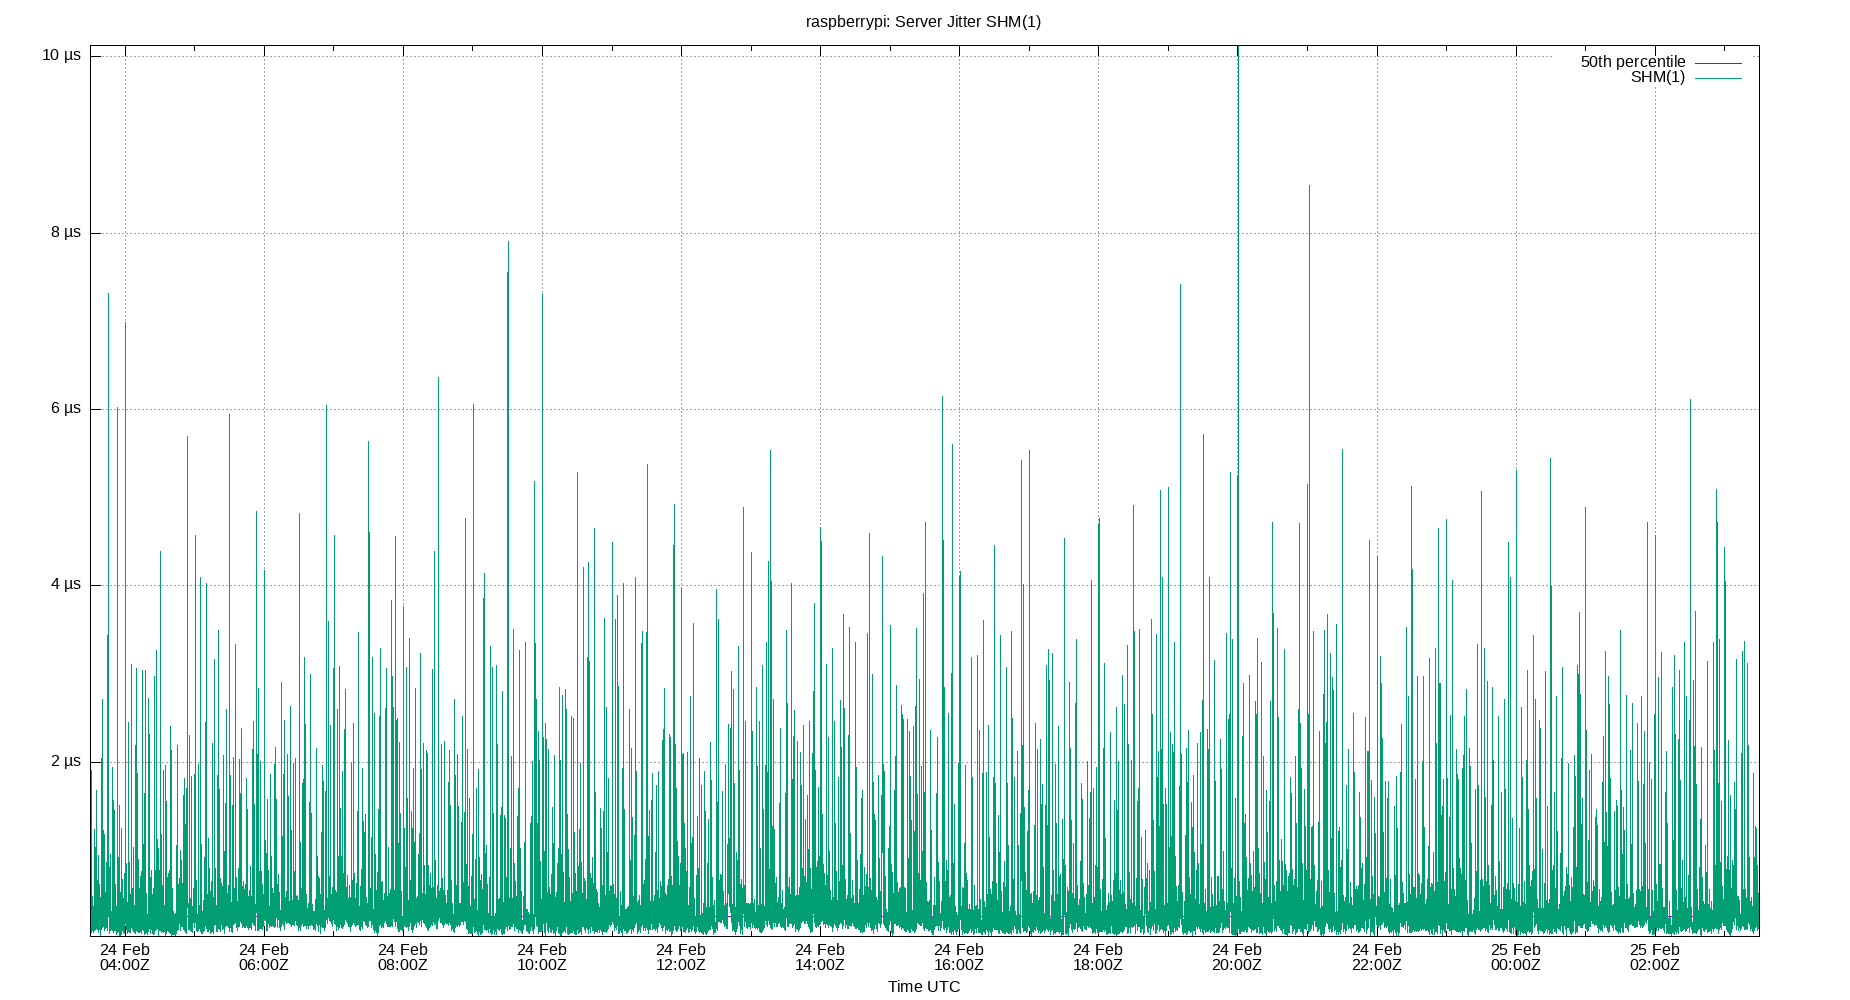 raspberrypi: Server Jitter SHM(1)
10 µs
8 µs
6 µs
4 µs
2 µs
50th percentile
SHM(1)
24 Feb 04:00Z
24 Feb 06:00Z
24 Feb 08:00Z
24 Feb 10:00Z
24 Feb 12:00Z
24 Feb 14:00Z
24 Feb 16:00Z
24 Feb 18:00Z
24 Feb 20:00Z
24 Feb 22:00Z
25 Feb 00:00Z
25 Feb 02:00Z
Time UTC